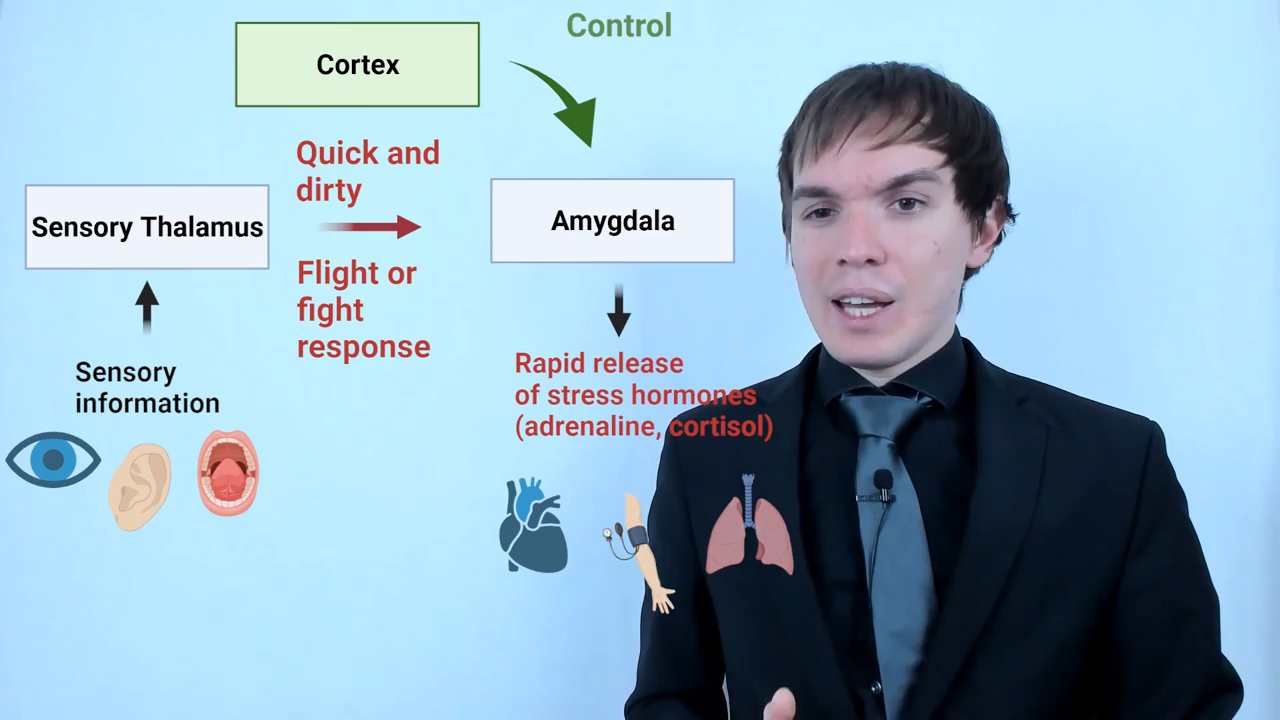 Control
Cortex
Quick and
dirty
Sensory Thalamus
Amygdala
Flight or
fight
response
Sensory
information
Rapid release
of stress hormones
(adrenaline, cortisol)